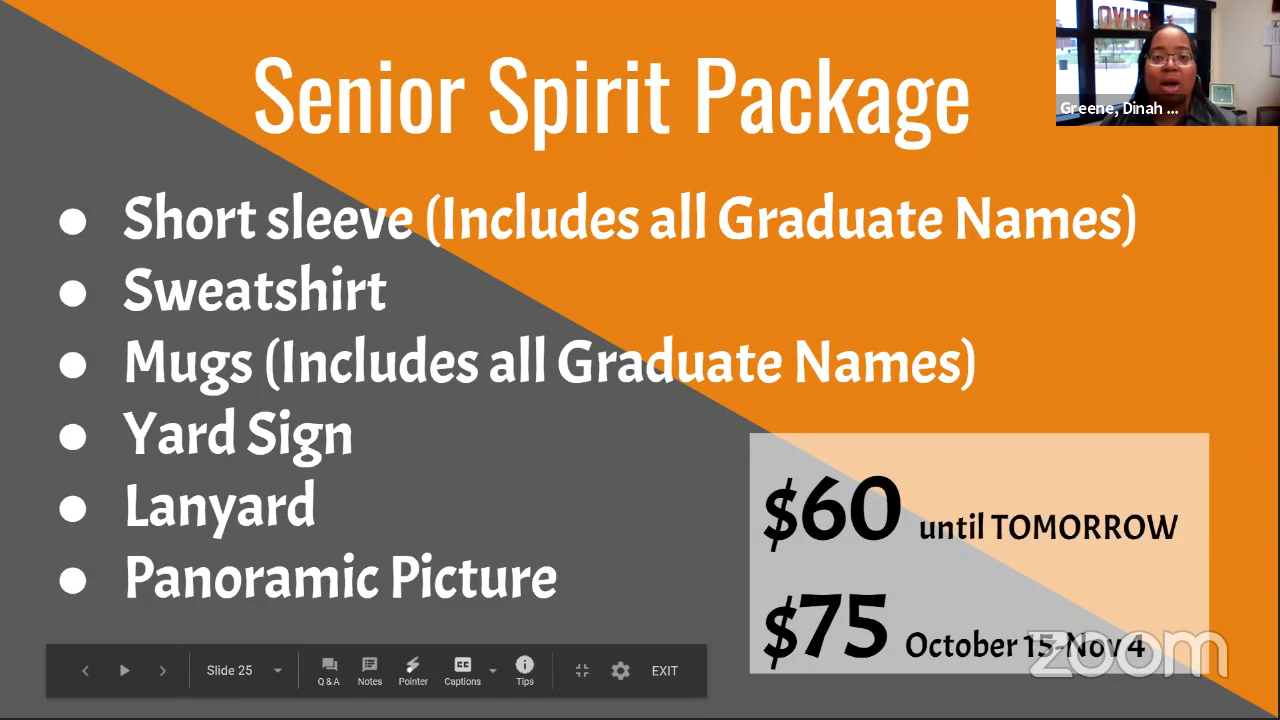 Senior Spirit Package
Greene, Dinah ...
● Short sleeve (Includes all Graduate Names)
● Sweatshirt
● Mugs (Includes all Graduate Names)
● Yard Sign
● Lanyard
● Panoramic Picture
$60 until TOMORROW
$75 October 15-Nov 4
zoom
Slide 25
Q & A
Notes
Pointer
CC
Captions
Tips
EXIT